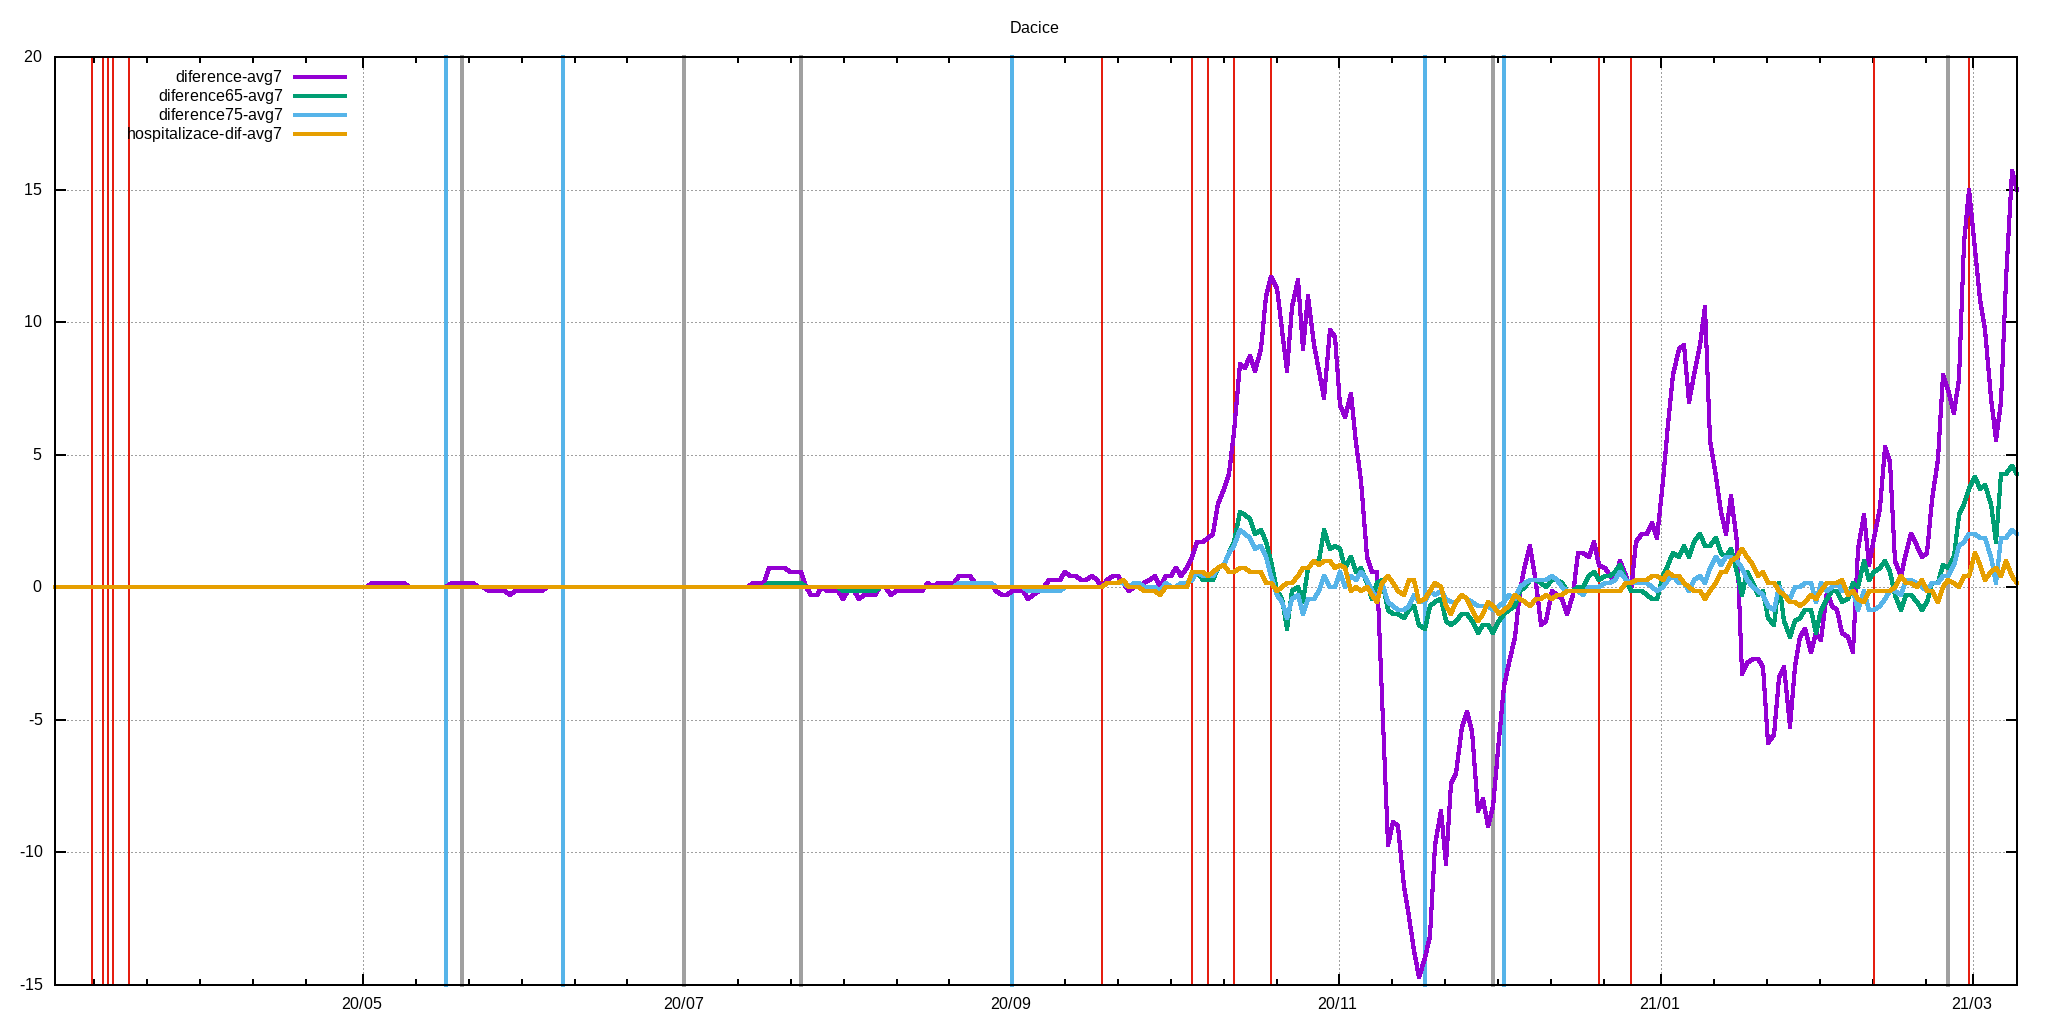 Dacice
20
diference-avg7
diference65-avg7
diference75-avg7
hospitalizace-dif-avg7
15
10
5
0
-5
-10
-15
20/05 20/07 20/09 20/11 21/01 21/03